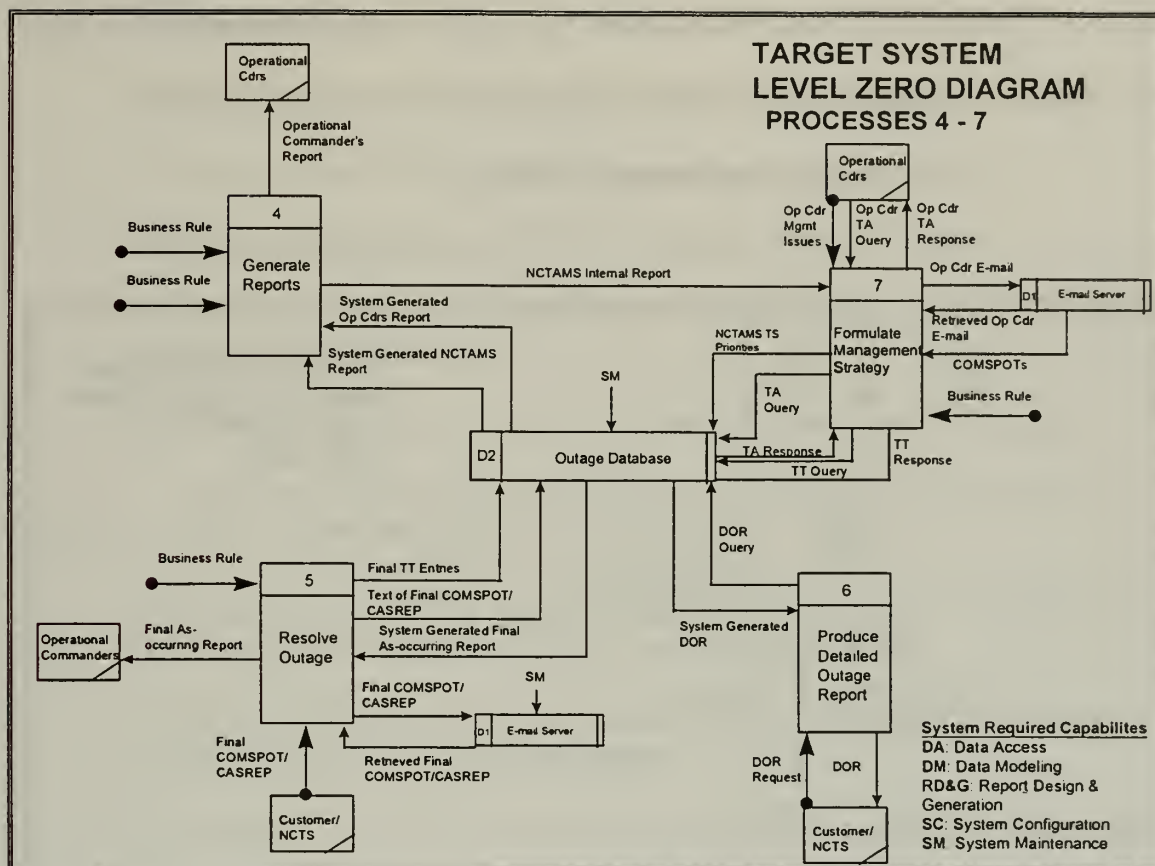 TARGET SYSTEM
LEVEL ZERO DIAGRAM
PROCESSES 4 - 7
Operational
Cdrs
Operational
Commander's
Report
4
Generate
Reports
Business Rule
Business Rule
NCTAMS Internal Report
System Generated
Op Cdrs Report
System Generated NCTAMS
Report
Operational
Cdrs
Op Cdr
Mgmt
Issues
Op Cdr
TA
Query
Op Cdr
TA
Response
7
Formulate
Management
Strategy
Op Cdr E-mail
D1
E-mail Server
Retrieved Op Cdr
E-mail
COMSPOTs
Business Rule
NCTAMS TS
Priorities
TA
Query
SM
D2
Outage Database
TA Response
TT Query
TT
Response
DOR
Query
Business Rule
5
Resolve
Outage
Final TT Entries
Text of Final COMSPOT/
CASREP
System Generated Final
As-occurring Report
Operational
Commanders
Final As-
occurring Report
Final COMSPOT/
CASREP
SM
D1
E-mail Server
Retrieved Final
COMSPOT/CASREP
Final
COMSPOT/
CASREP
Customer/
NCTS
System Generated
DOR
6
Produce
Detailed
Outage
Report
DOR
Request
DOR
Customer/
NCTS
System Required Capabilites
DA: Data Access
DM: Data Modeling
RD&G: Report Design &
Generation
SC: System Configuration
SM: System Maintenance